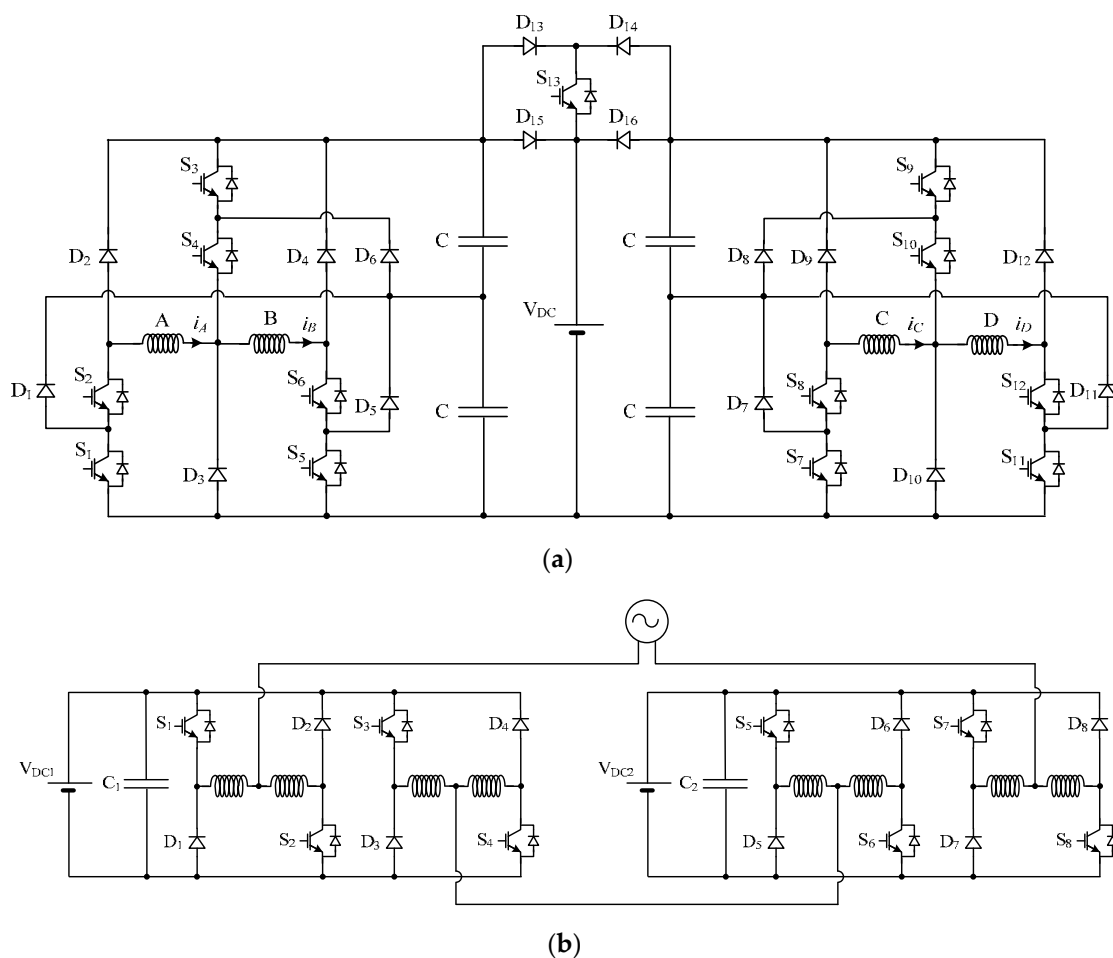 D13 D14
S13
D15 D16
S3 S9
S4 S10
D2 D4 D6 C C D8 D9 D12
VDC
A iA B iB C iC D iD
D1 S2 S6 D5 C C D7 S8 S12 D11
S1 D3 S5 S7 D10 S11
(a)
S1 D2 S3 D4 S5 D6 S7 D8
VDC1 C1 VDC2 C2
D1 S2 D3 S4 D5 S6 D7 S8
(b)